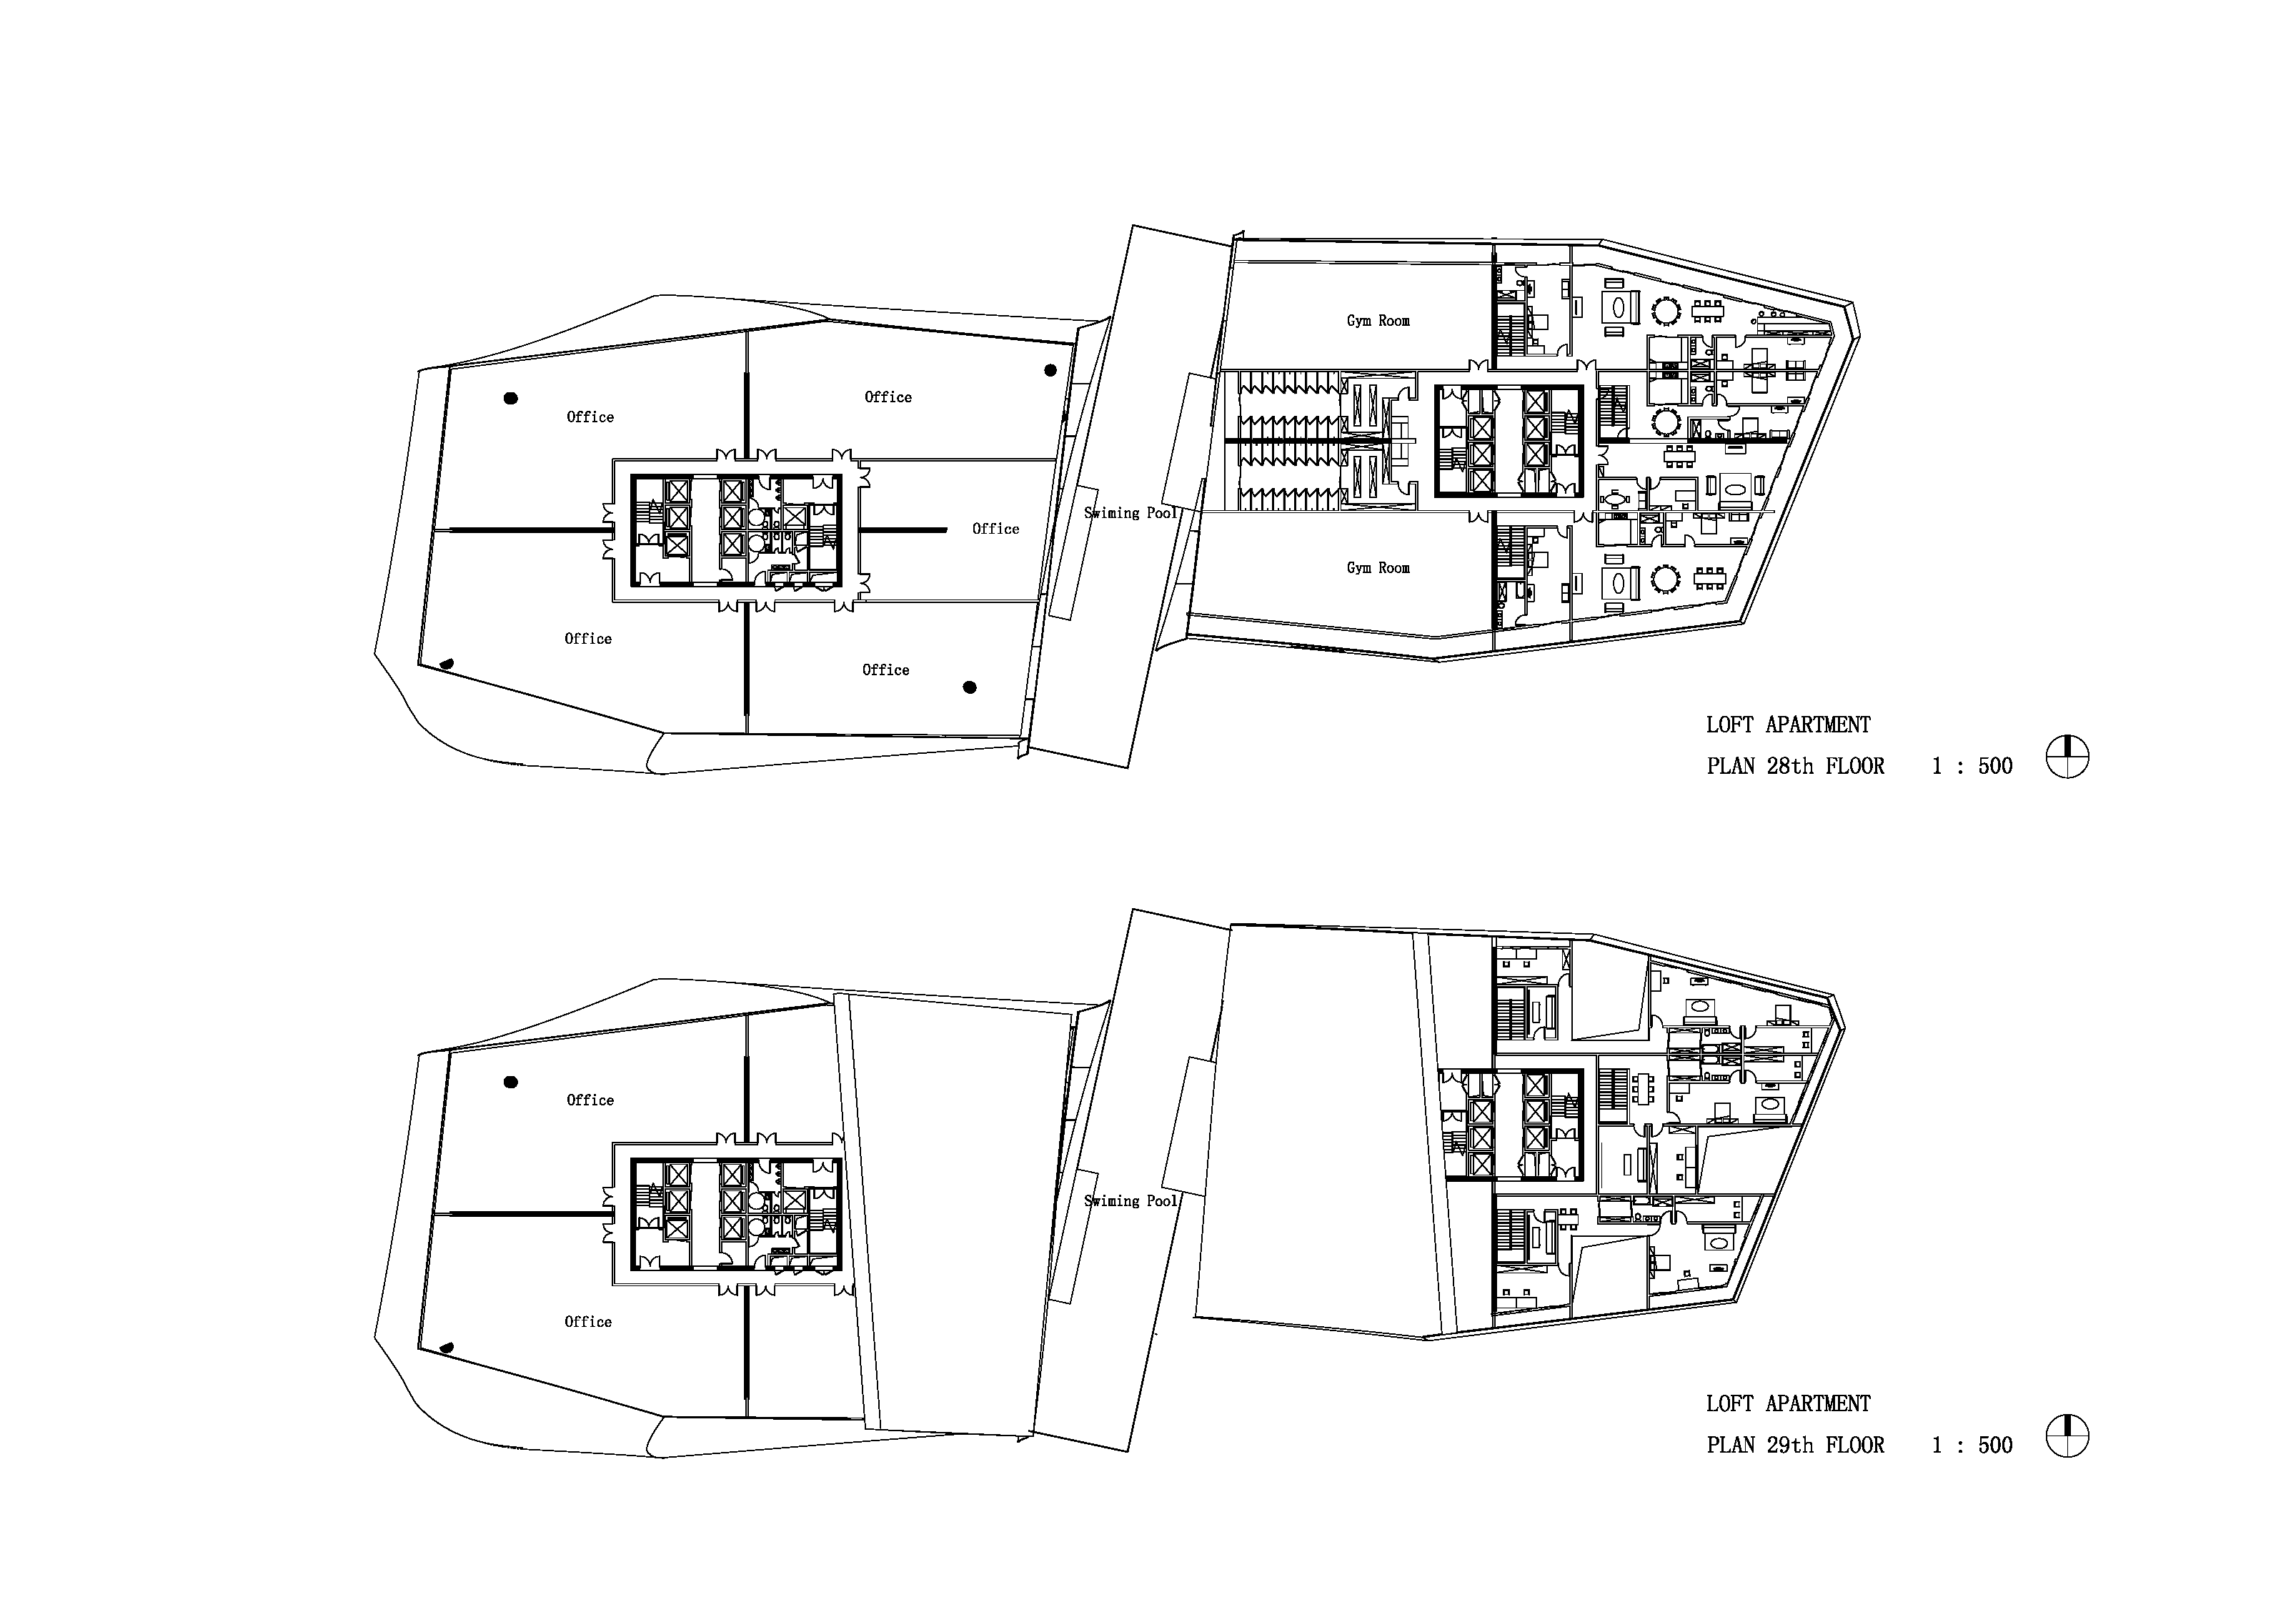 Gym Room
Office
Office
Swiming Pool
Office
Gym Room
Office
Office
LOFT APARTMENT
PLAN 28th FLOOR 1 : 500
Office
Swiming Pool
Office
LOFT APARTMENT
PLAN 29th FLOOR 1 : 500